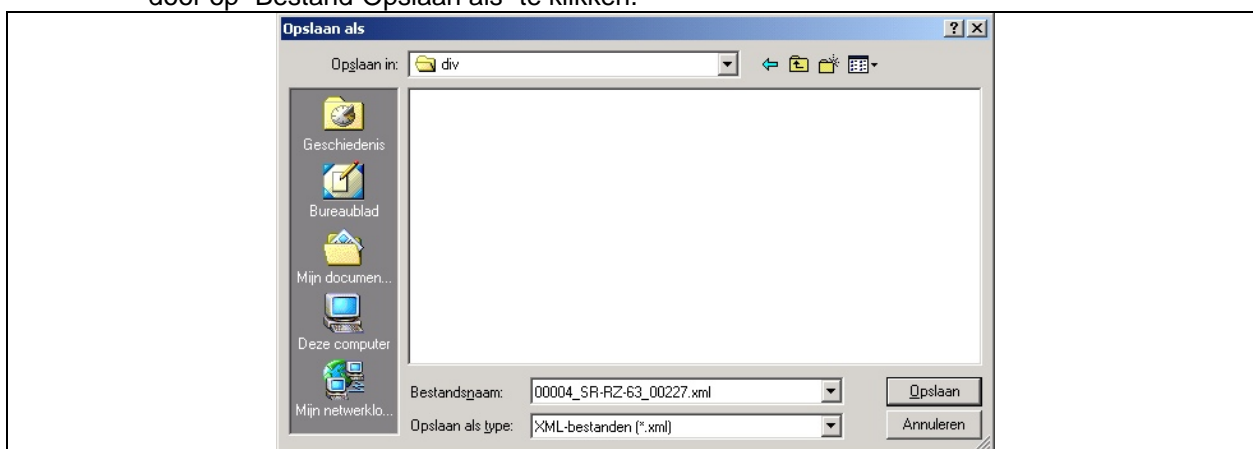 door op "Bestand-Opslaan als" te klikken.
Opslaan als
Opslaan in:
div
Geschiedenis
Bureaublad
Mijn documen...
Deze computer
Mijn netwerklo...
Bestandsnaam:
00004_SR-RZ-63_00227.xml
Opslaan
Opslaan als type:
XML-bestanden (*.xml)
Annuleren